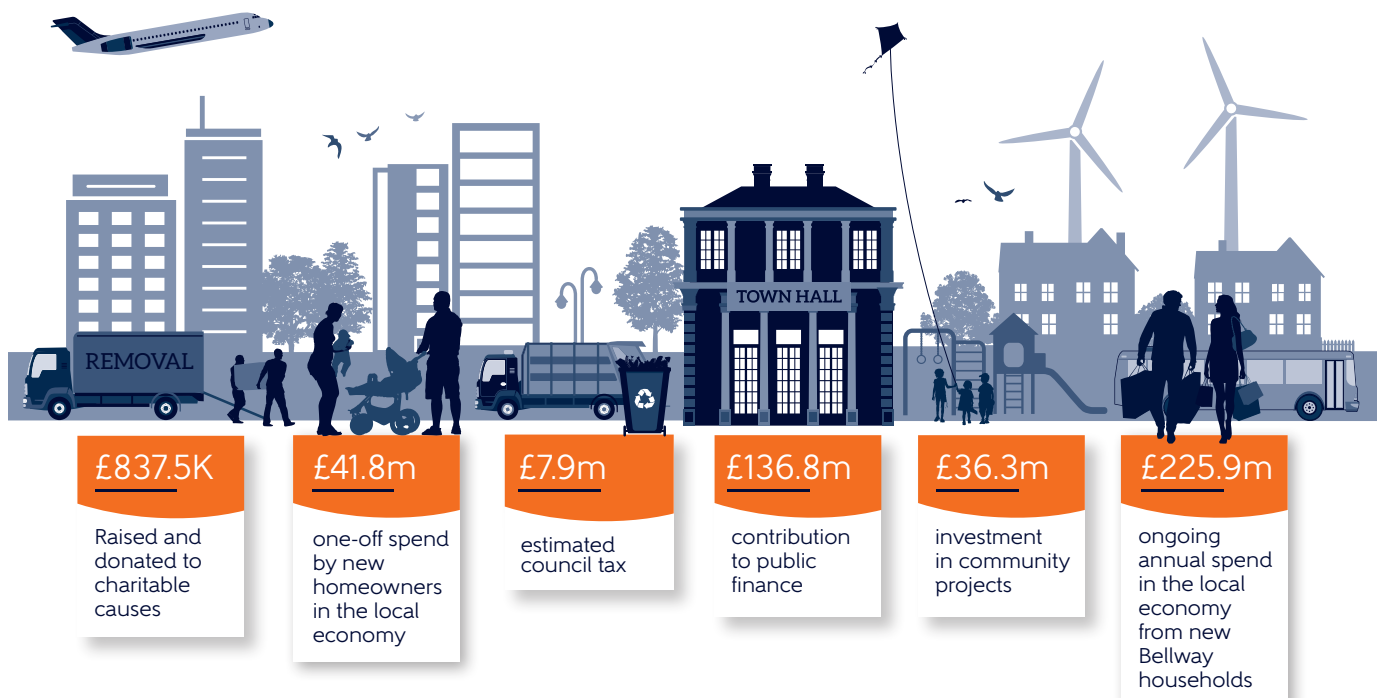 REMOVAL
TOWN HALL
£837.5K
Raised and
donated to
charitable
causes
£41.8m
one-off spend
by new
homeowners
in the local
economy
£7.9m
estimated
council tax
£136.8m
contribution
to public
finance
£36.3m
investment
in community
projects
£225.9m
ongoing
annual spend
in the local
economy
from new
Bellway
households